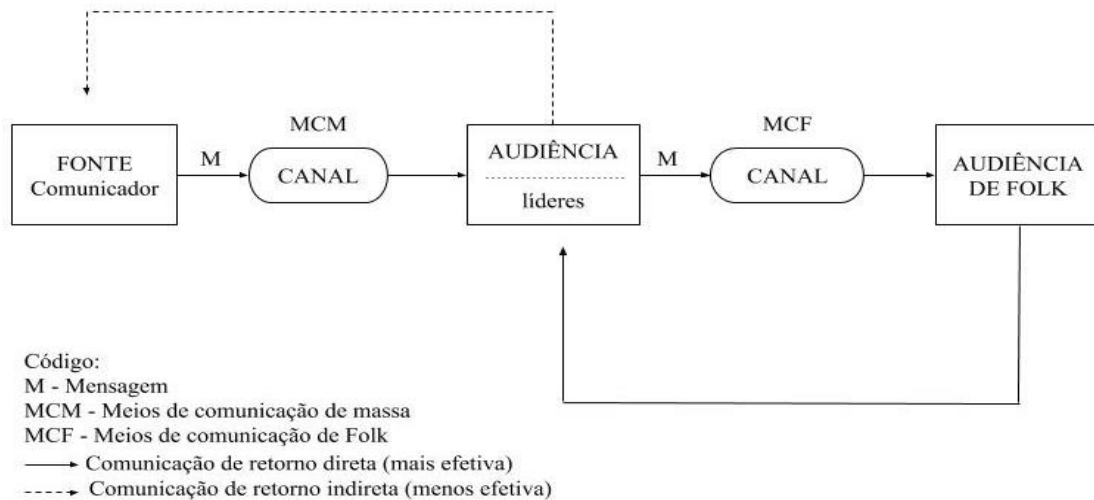 MCM
MCF
FONTE
Comunicador
M
CANAL
AUDIÊNCIA
líderes
M
CANAL
AUDIÊNCIA
DE FOLK
Código:
M - Mensagem
MCM - Meios de comunicação de massa
MCF - Meios de comunicação de Folk
Comunicação de retorno direta (mais efetiva)
Comunicação de retorno indireta (menos efetiva)